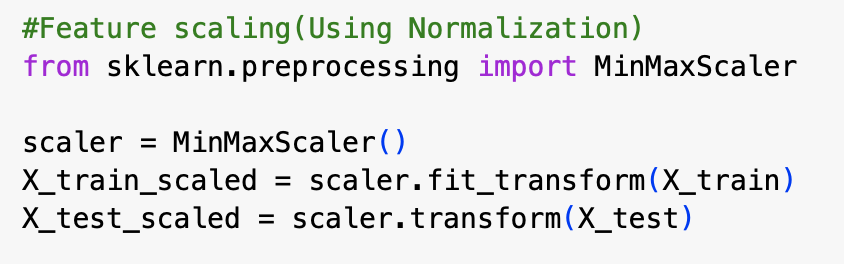 #Feature scaling(Using Normalization)
from sklearn.preprocessing import MinMaxScaler
scaler = MinMaxScaler()
X_train_scaled = scaler.fit_transform(X_train)
X_test_scaled = scaler.transform(X_test)